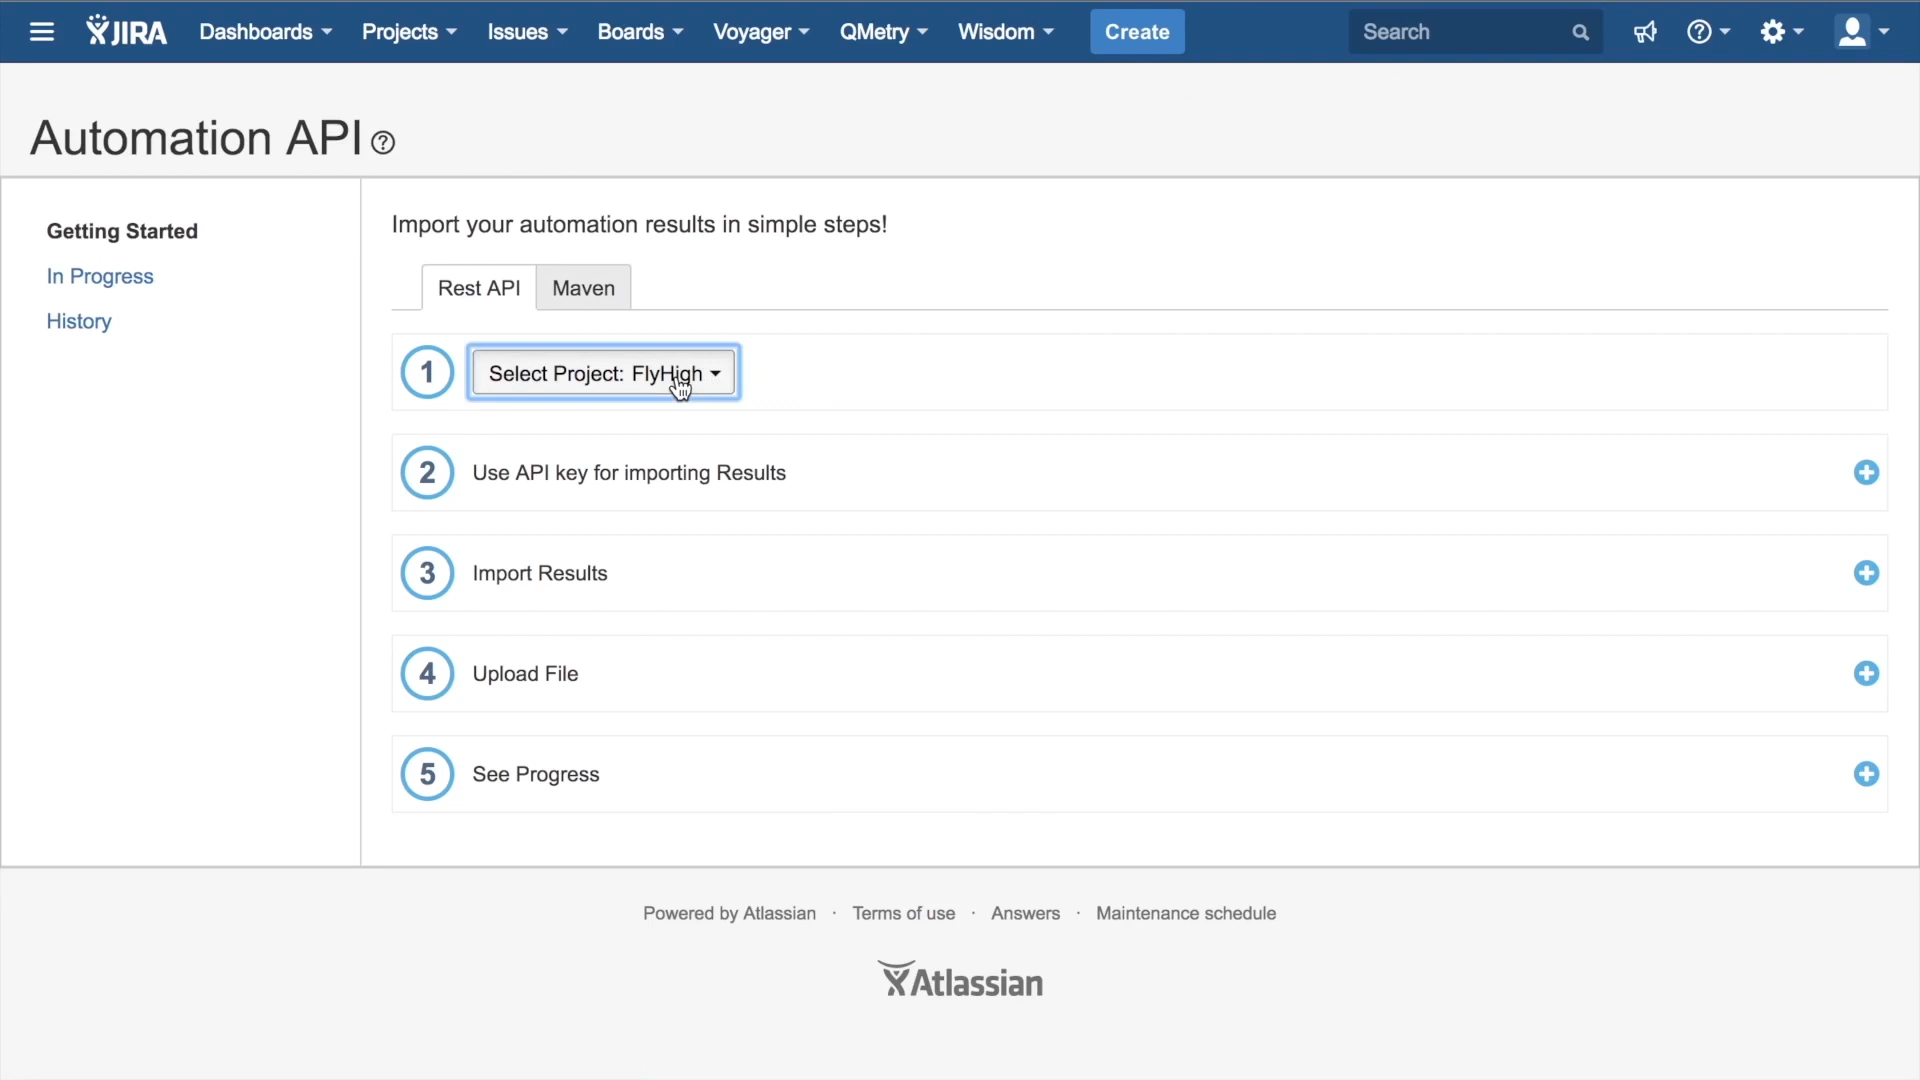 JIRA Dashboards Projects Issues Boards Voyager QMetry Wisdom Create Search
Automation API
Getting Started
In Progress
History
Import your automation results in simple steps!
Rest API Maven
1 Select Project: FlyHigh
2 Use API key for importing Results
3 Import Results
4 Upload File
5 See Progress
Powered by Atlassian · Terms of use · Answers · Maintenance schedule
Atlassian